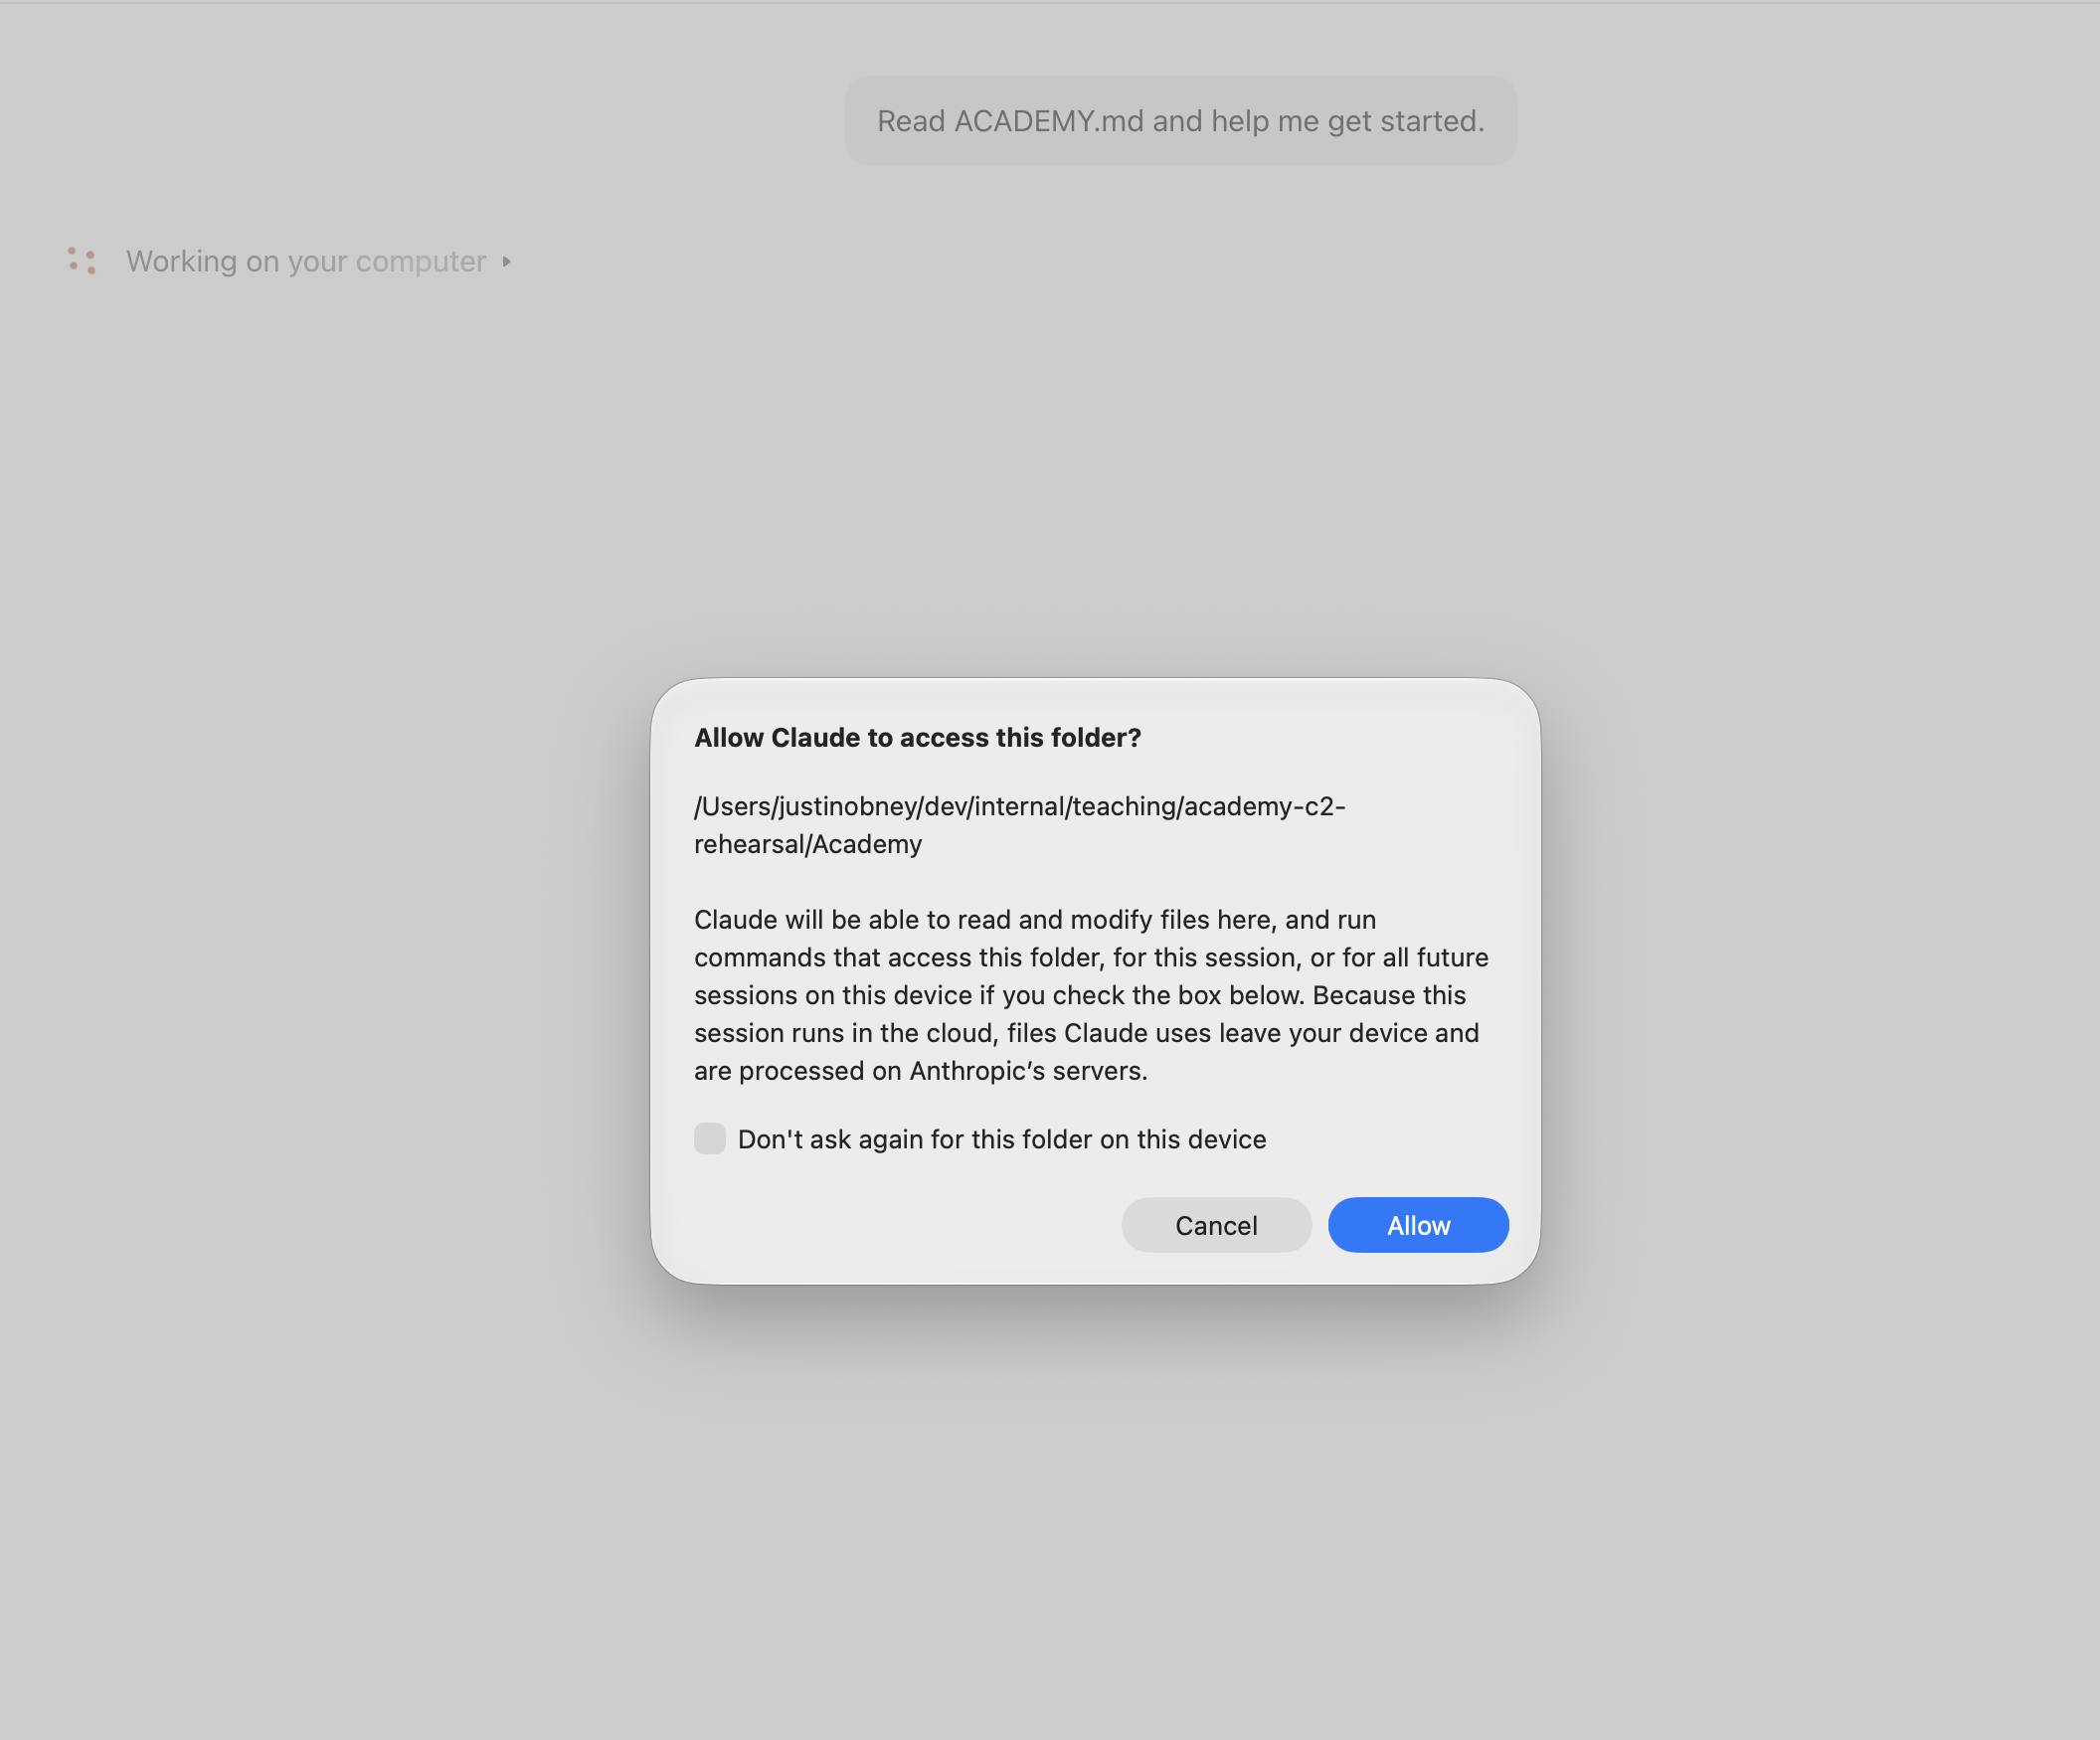 Read ACADEMY.md and help me get started.
Working on your computer
Allow Claude to access this folder?
/Users/justinobney/dev/internal/teaching/academy-c2-
rehearsal/Academy
Claude will be able to read and modify files here, and run
commands that access this folder, for this session, or for all future
sessions on this device if you check the box below. Because this
session runs in the cloud, files Claude uses leave your device and
are processed on Anthropic’s servers.
Don't ask again for this folder on this device
Cancel
Allow